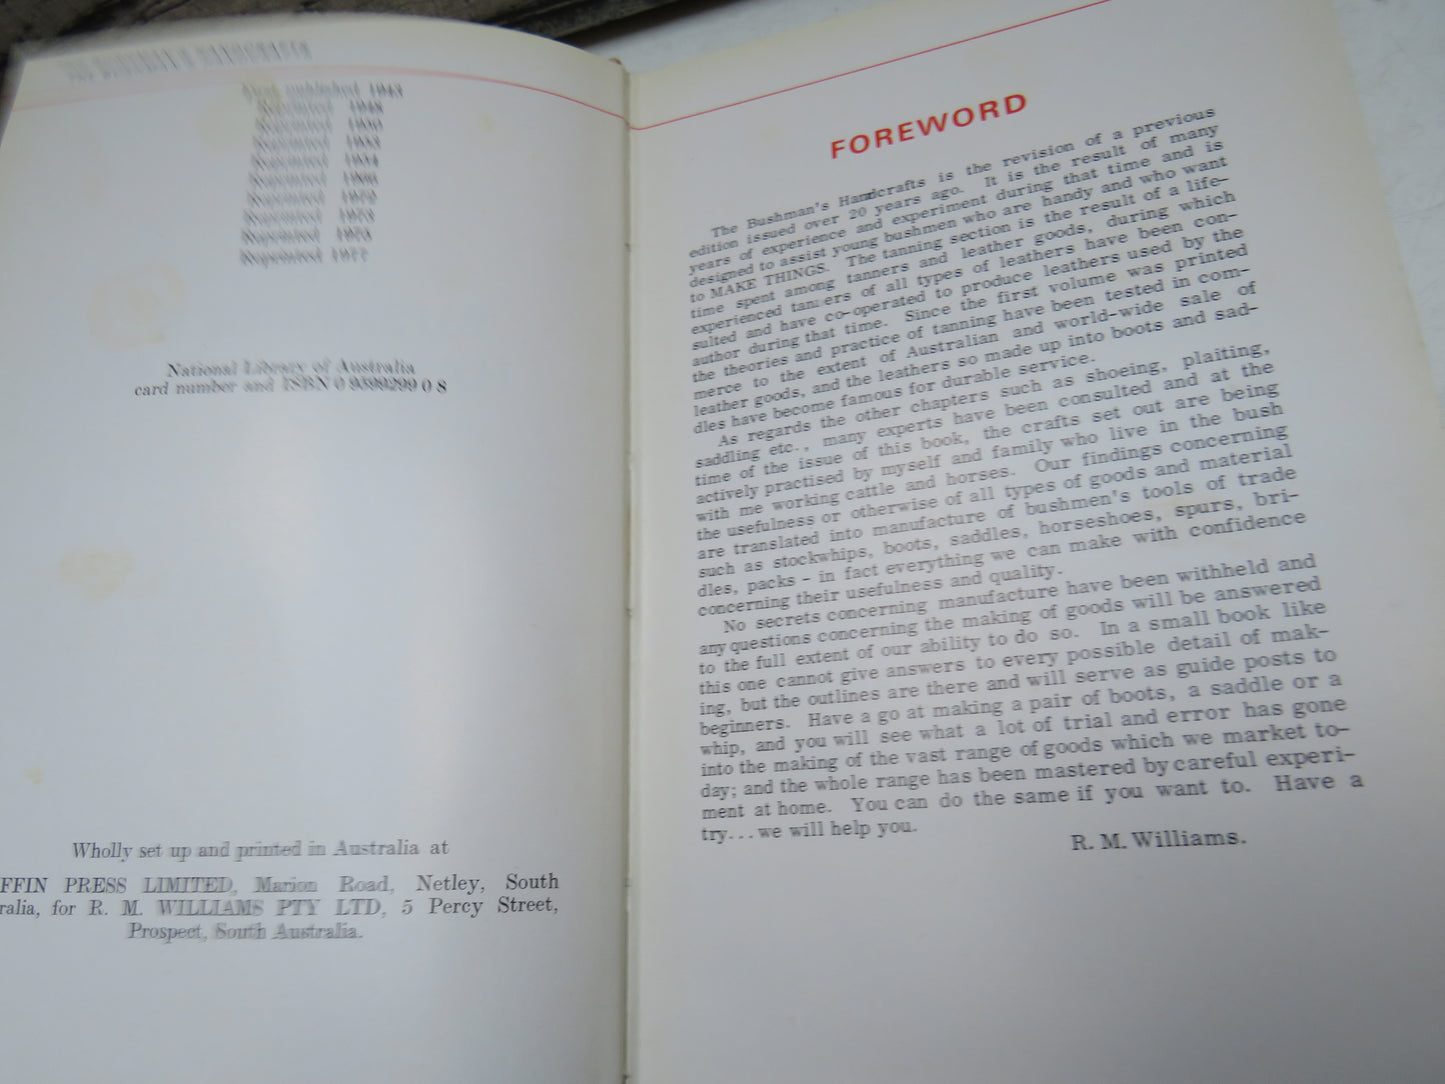 THE BUSHMAN'S HANDCRAFTS
First published 1943
Reprinted 1948
Reprinted 1950
Reprinted 1953
Reprinted 1954
Reprinted
Reprinted 1972
Reprinted 1973
Reprinted
Reprinted 1977
National Library of Australia
card number and ISBN 0 9599299 0 8
Wholly set up and printed in Australia at
FFIN PRESS LIMITED, Marion Road, Netley, South
ralia, for R. M. WILLIAMS PTY LTD, 5 Percy Street,
Prospect, South Australia.
FOREWORD
The Bushman's Handcrafts is the revision of a previous
edition issued over 20 years ago. It is the result of many
years of experience and experiment during that time and is
designed to assist young bushmen who are handy and who want
to MAKE THINGS. The tanning section is the result of a life-
time spent among tanners and leather goods, during which
experienced tanners of all types of leathers have been con-
sulted and have co-operated to produce leathers used by the
author during that time. Since the first volume was printed
the theories and practice of tanning have been tested in com-
merce to the extent of Australian and world-wide sale of
leather goods, and the leathers so made up into boots and sad-
dles have become famous for durable service.
As regards the other chapters such as shoeing, plaiting,
saddling etc., many experts have been consulted and at the
time of the issue of this book, the crafts set out are being
actively practised by myself and family who live in the bush
with me working cattle and horses. Our findings concerning
the usefulness or otherwise of all types of goods and material
are translated into manufacture of bushmen's tools of trade
such as stockwhips, boots, saddles, horseshoes, spurs, bri-
dles, packs - in fact everything we can make with confidence
concerning their usefulness and quality.
No secrets concerning manufacture have been withheld and
any questions concerning the making of goods will be answered
to the full extent of our ability to do so. In a small book like
this one cannot give answers to every possible detail of mak-
ing, but the outlines are there and will serve as guide posts to
beginners. Have a go at making a pair of boots, a saddle or a
whip, and you will see what a lot of trial and error has gone
into the making of the vast range of goods which we market to-
day; and the whole range has been mastered by careful experi-
ment at home. You can do the same if you want to. Have a
try...we will help you.
R. M. Williams.